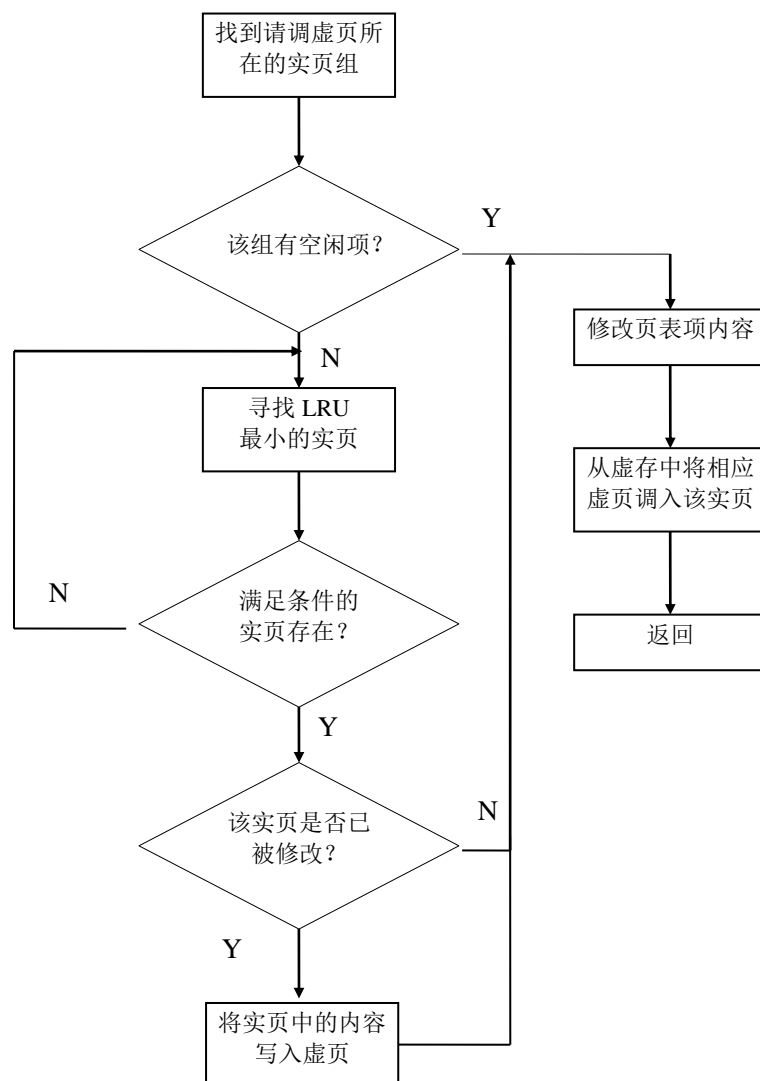 找到请调虚页所
在的实页组
该组有空闲项？
Y
N
修改页表项内容
寻找 LRU
最小的实页
从虚存中将相应
虚页调入该实页
N
满足条件的
实页存在？
返回
Y
该实页是否已
被修改？
N
Y
将实页中的内容
写入虚页